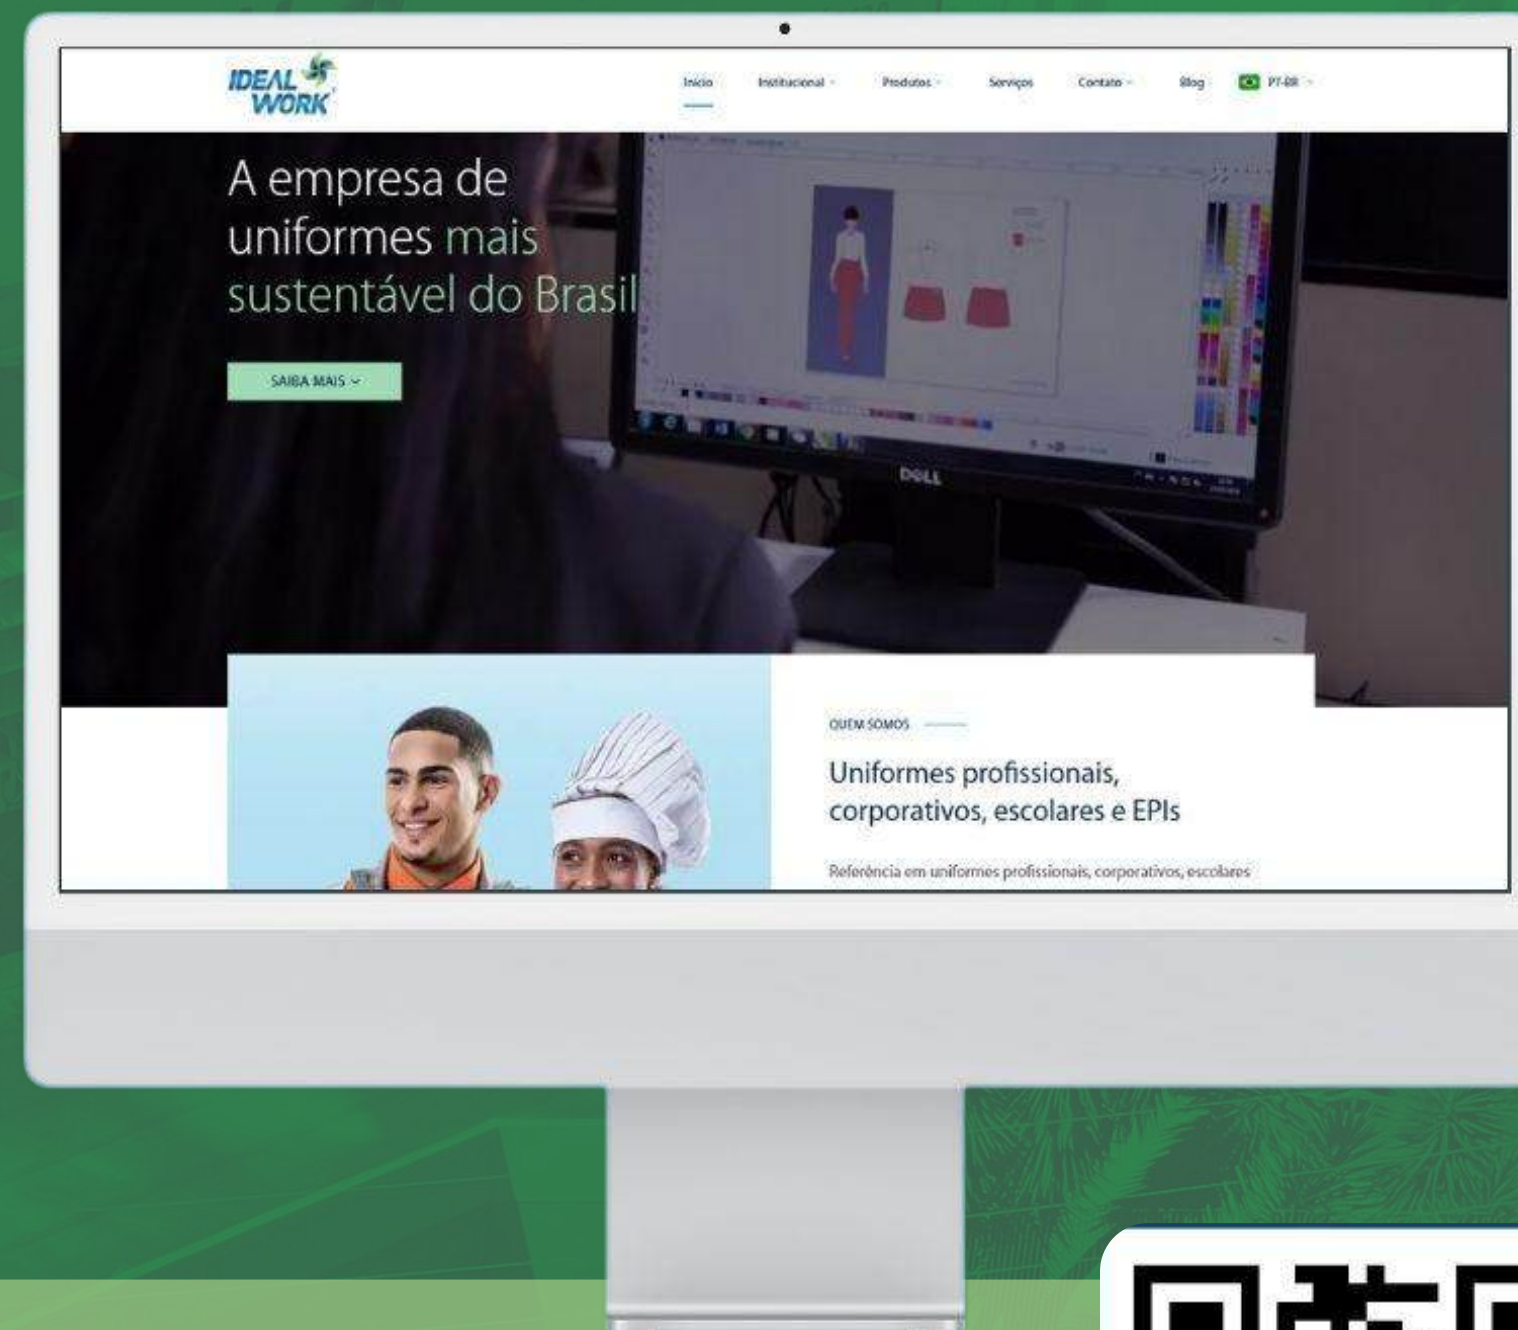 IDEAL
WORK
Início Institucional Produtos Serviços Contato Blog PT-BR
A empresa de
uniformes mais
sustentável do Brasil
SAIBA MAIS
DELL
QUEM SOMOS
Uniformes profissionais,
corporativos, escolares e EPIs
Referência em uniformes profissionais, corporativos, escolares